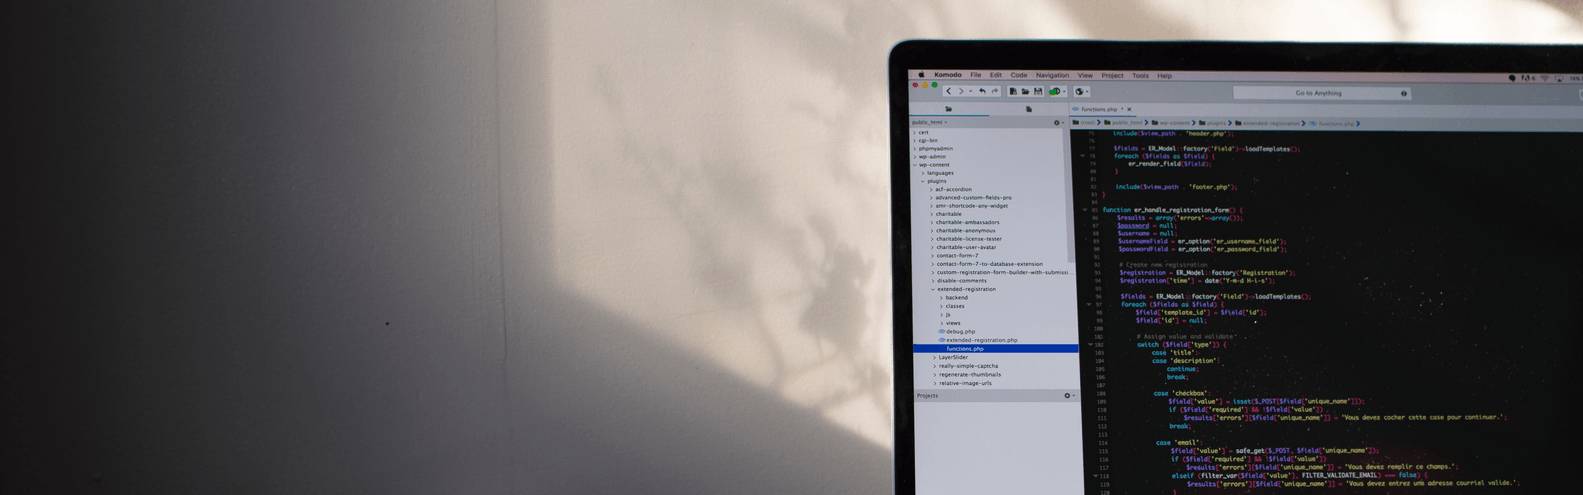 Komodo File Edit Code Navigation View Project Tools Help
Go to Anything
functions.php
public_html
cert
cgi-bin
phpmyadmin
wp-admin
wp-content
languages
plugins
acf-accordion
advanced-custom-fields-pro
amr-shortcode-any-widget
charitable
charitable-ambassadors
charitable-anonymous
charitable-license-tester
charitable-user-avatar
contact-form-7
contact-form-7-to-database-extension
custom-registration-form-builder-with-submissi...
disable-comments
extended-registration
backend
classes
js
views
debug.php
extended-registration.php
functions.php
LayerSlider
really-simple-captcha
regenerate-thumbnails
relative-image-urls
Projects
public_html wp-content plugins extended-registration functions.php
include($view_path . 'header.php');
$fields = ER_Model::factory('Field')->loadTemplates();
foreach ($fields as $field) {
er_render_field($field);
}
include($view_path . 'footer.php');
}
function er_handle_registration_form() {
$results = array('errors'=>array());
$password = null;
$username = null;
$usernameField = er_option('er_username_field');
$passwordField = er_option('er_password_field');
# Create new registration
$registration = ER_Model::factory('Registration');
$registration['time'] = date('Y-m-d H-i-s');
$fields = ER_Model::factory('Field')->loadTemplates();
foreach ($fields as $field) {
$field['template_id'] = $field['id'];
$field['id'] = null;
# Assign value and validate
switch ($field['type']) {
case 'title':
case 'description':
continue;
break;
case 'checkbox':
$field['value'] = isset($_POST[$field['unique_name']]);
if ($field['required'] && !$field['value'])
$results['errors'][$field['unique_name']] = 'Vous devez cocher cette case pour continuer.';
break;
case 'email':
$field['value'] = safe_get($_POST, $field['unique_name']);
if ($field['required'] && !$field['value'])
$results['errors'][$field['unique_name']] = 'Vous devez remplir ce champs.';
elseif (filter_var($field['value'], FILTER_VALIDATE_EMAIL) === false) {
$results['errors'][$field['unique_name']] = 'Vous devez entrez une adresse courriel valide.';